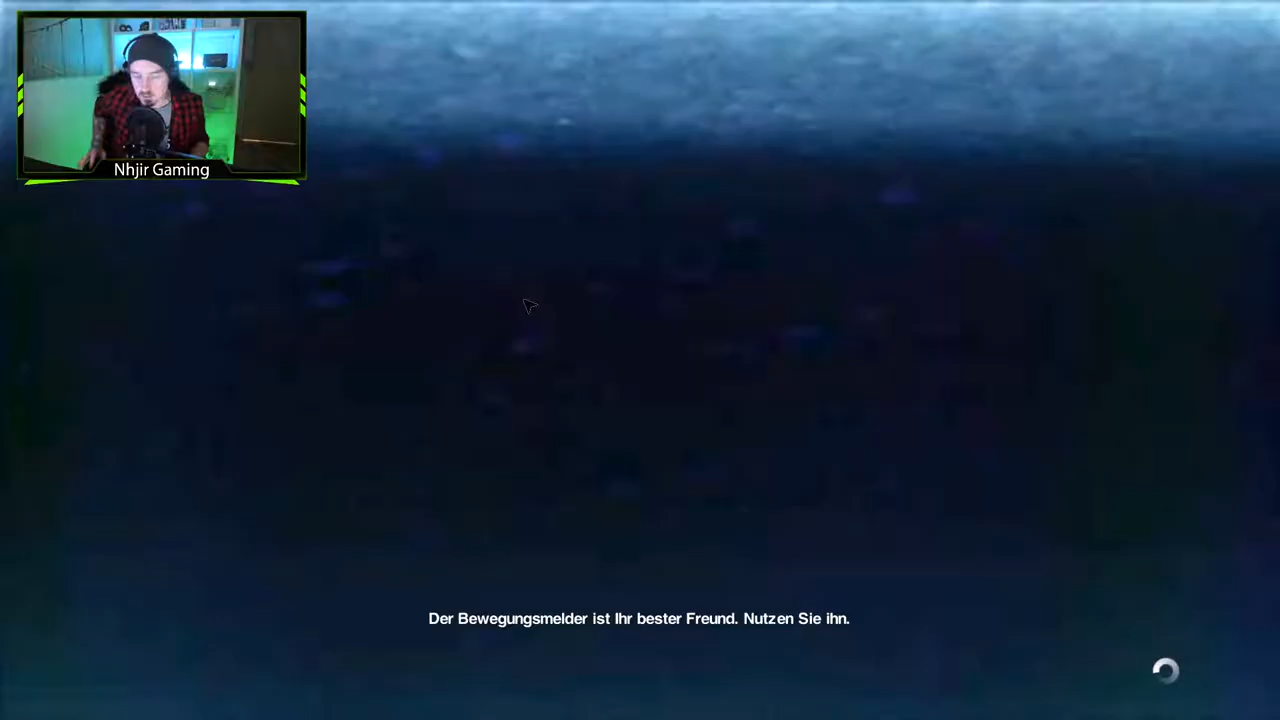 Nhjir Gaming
Der Bewegungsmelder ist Ihr bester Freund. Nutzen Sie ihn.